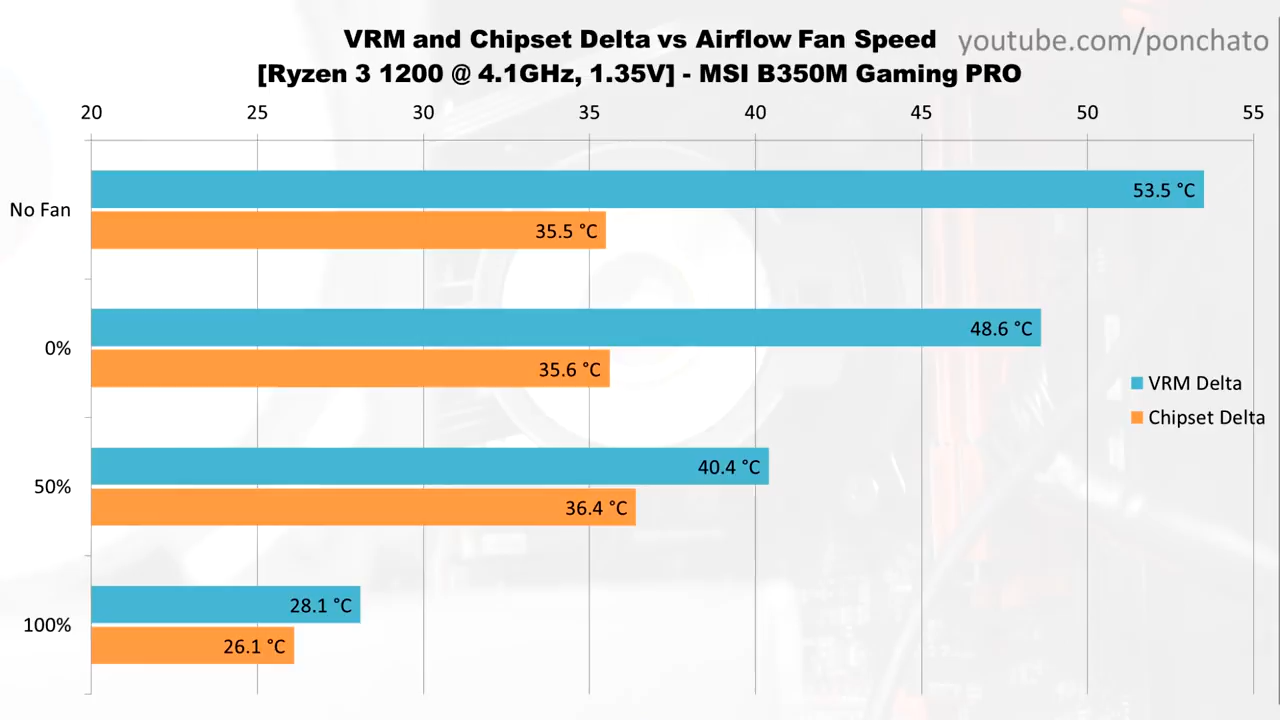 VRM and Chipset Delta vs Airflow Fan Speed
youtube.com/ponchato
[Ryzen 3 1200 @ 4.1GHz, 1.35V] - MSI B350M Gaming PRO
20 25 30 35 40 45 50 55
No Fan
53.5 °C
35.5 °C
0%
48.6 °C
35.6 °C
VRM Delta
Chipset Delta
50%
40.4 °C
36.4 °C
100%
28.1 °C
26.1 °C